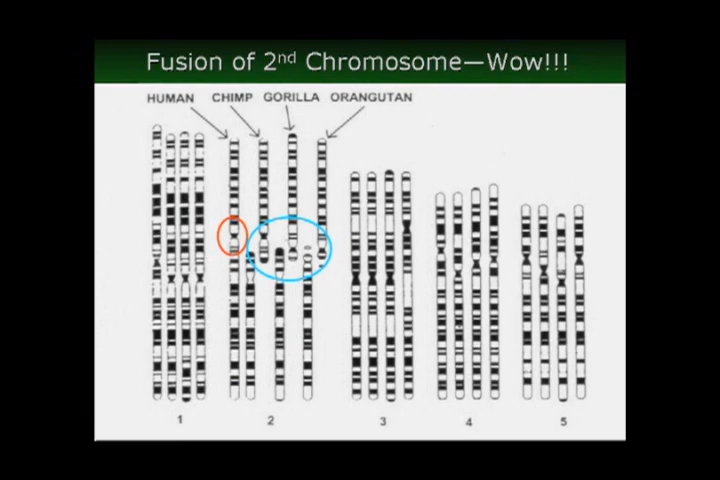 Fusion of 2nd Chromosome—Wow!!!
HUMAN CHIMP GORILLA ORANGUTAN
1 2 3 4 5